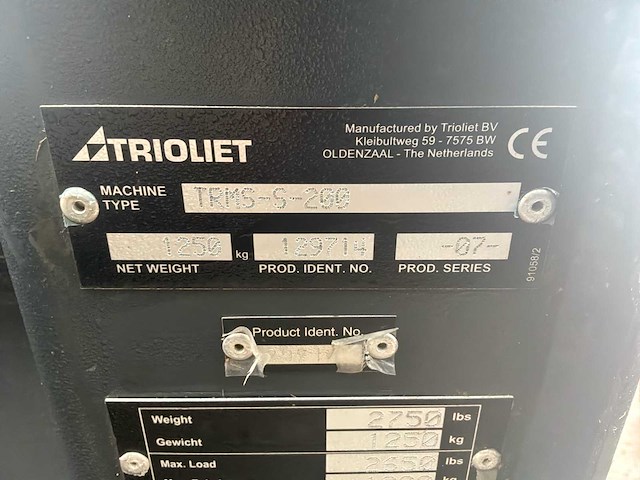 TRIOLIET
Manufactured by Trioliet BV
Kleibultweg 59 - 7575 BW
OLDENZAAL - The Netherlands
CE
MACHINE TYPE TRMS-S-200
1250 kg 129714 -07-
NET WEIGHT PROD. IDENT. NO. PROD. SERIES
91058/2
Product Ident. No.
Weight 2750 lbs
Gewicht 1250 kg
Max. Load lbs